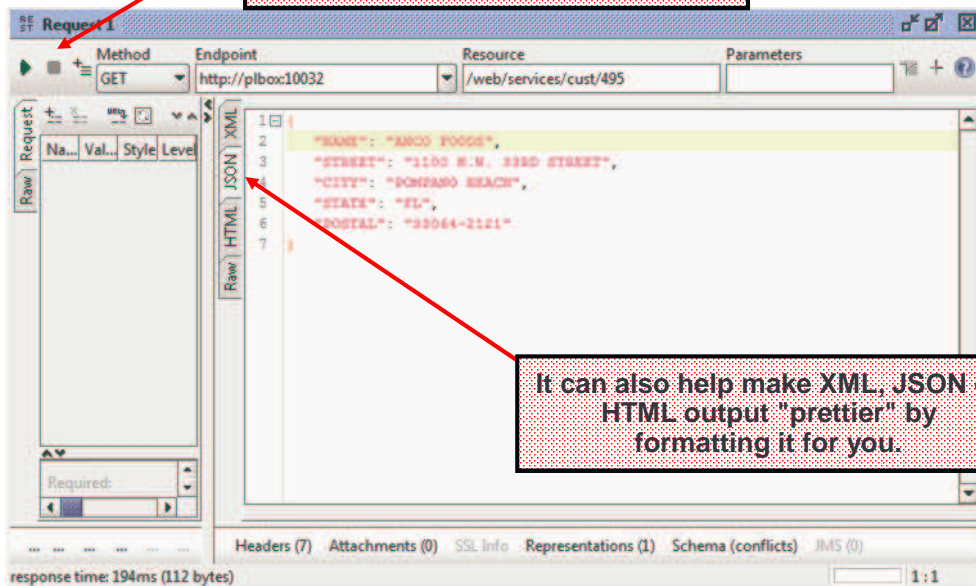 REST Request 1
Method Endpoint Resource Parameters
GET http://plbox:10032 /web/services/cust/495
Request
Raw
Na... Val... Style Level
Required:
XML
JSON
HTML
Raw
1 {
2 "NAME": "ANCO FOODS",
3 "STREET": "1100 N.W. 33RD STREET",
4 "CITY": "POMPANO BEACH",
5 "STATE": "FL",
6 "POSTAL": "33064-2121"
7 }
It can also help make XML, JSON
HTML output "prettier" by
formatting it for you.
... ... ... ... ... ...
Headers (7) Attachments (0) SSL Info Representations (1) Schema (conflicts) JMS (0)
response time: 194ms (112 bytes)
1:1